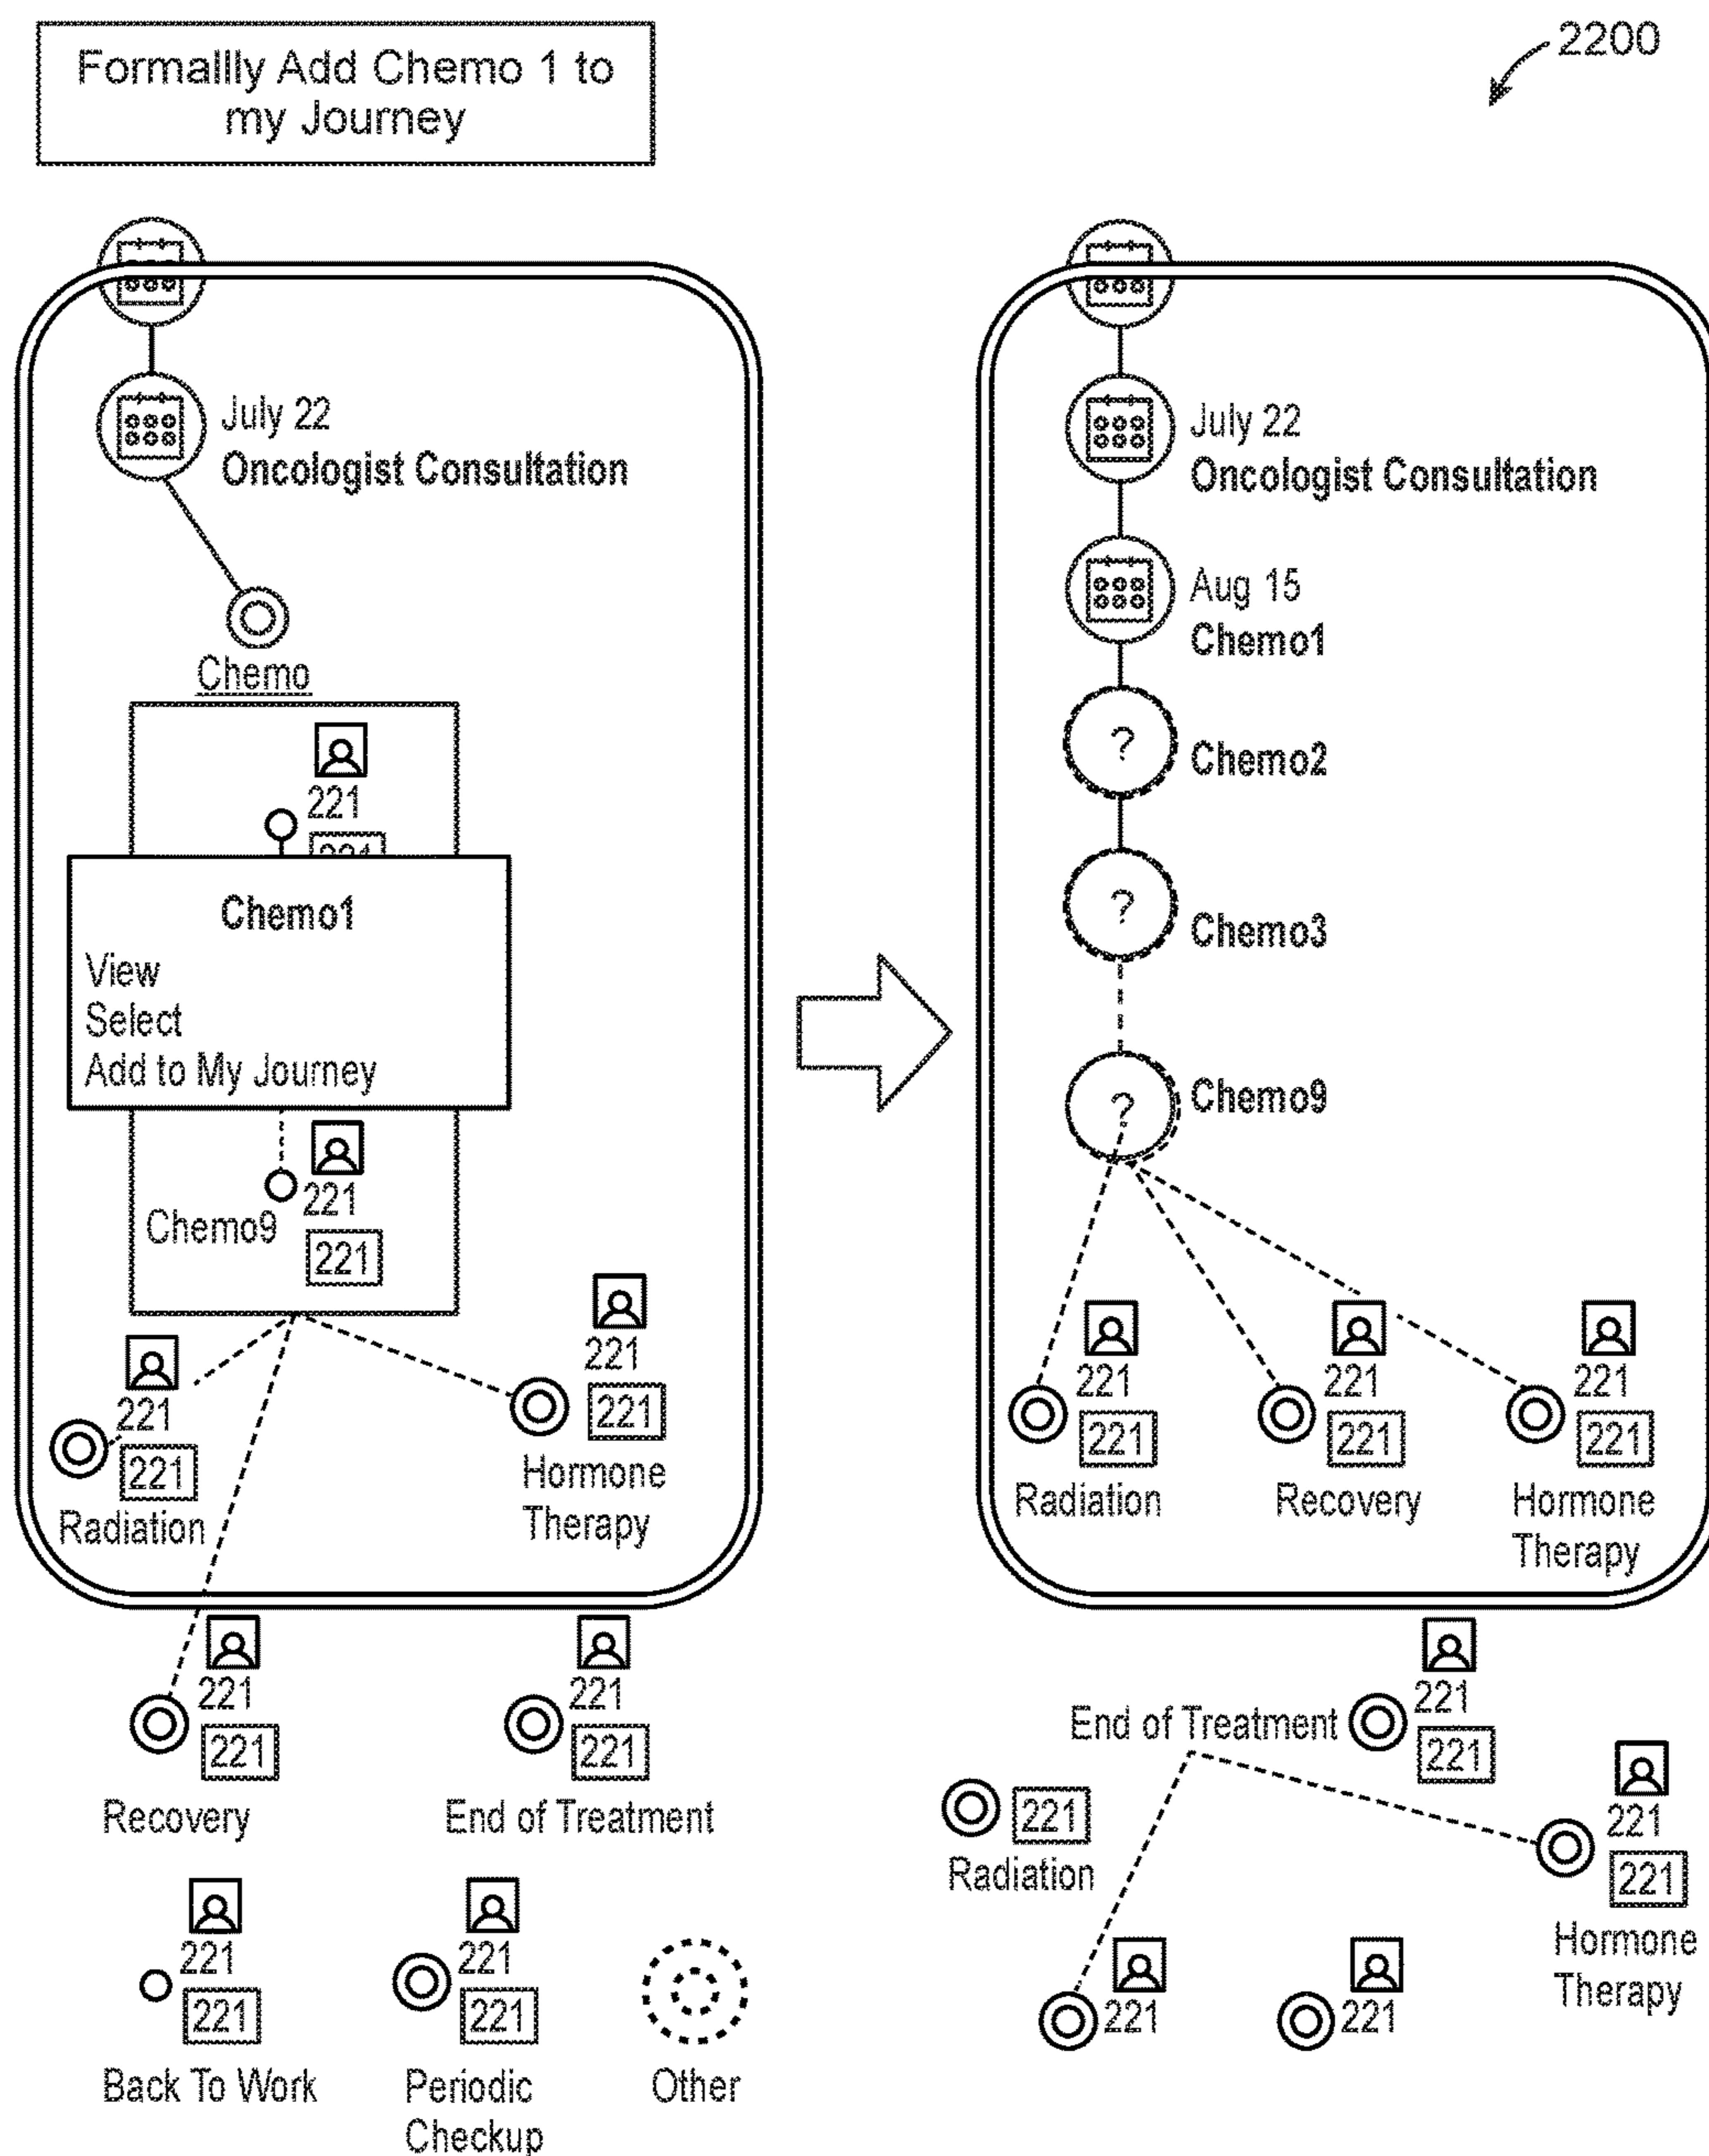 Formallly Add Chemo 1 to
my Journey
2200
July 22
Oncologist Consultation
Chemo
221
221
Chemo1
View
Select
Add to My Journey
221
Chemo9
221
221
221
221
221
Radiation
Hormone
Therapy
221
221
Recovery
221
221
End of Treatment
221
221
Back To Work
221
221
Periodic
Checkup
Other
July 22
Oncologist Consultation
Aug 15
Chemo1
?
Chemo2
?
Chemo3
?
Chemo9
221
221
Radiation
221
221
Recovery
221
221
Hormone
Therapy
End of Treatment
221
221
221
Radiation
221
221
Hormone
Therapy
221
221